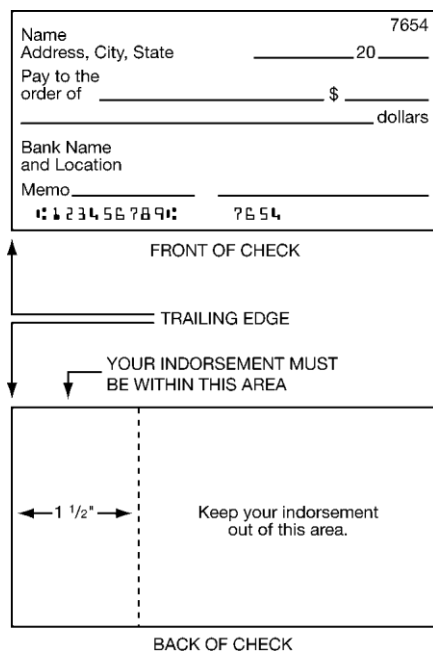 7654
Name
Address, City, State 20
Pay to the
order of $
dollars
Bank Name
and Location
Memo
⑆123456789⑆ 7654
FRONT OF CHECK
TRAILING EDGE
YOUR INDORSEMENT MUST
BE WITHIN THIS AREA
1 1/2"
Keep your indorsement
out of this area.
BACK OF CHECK